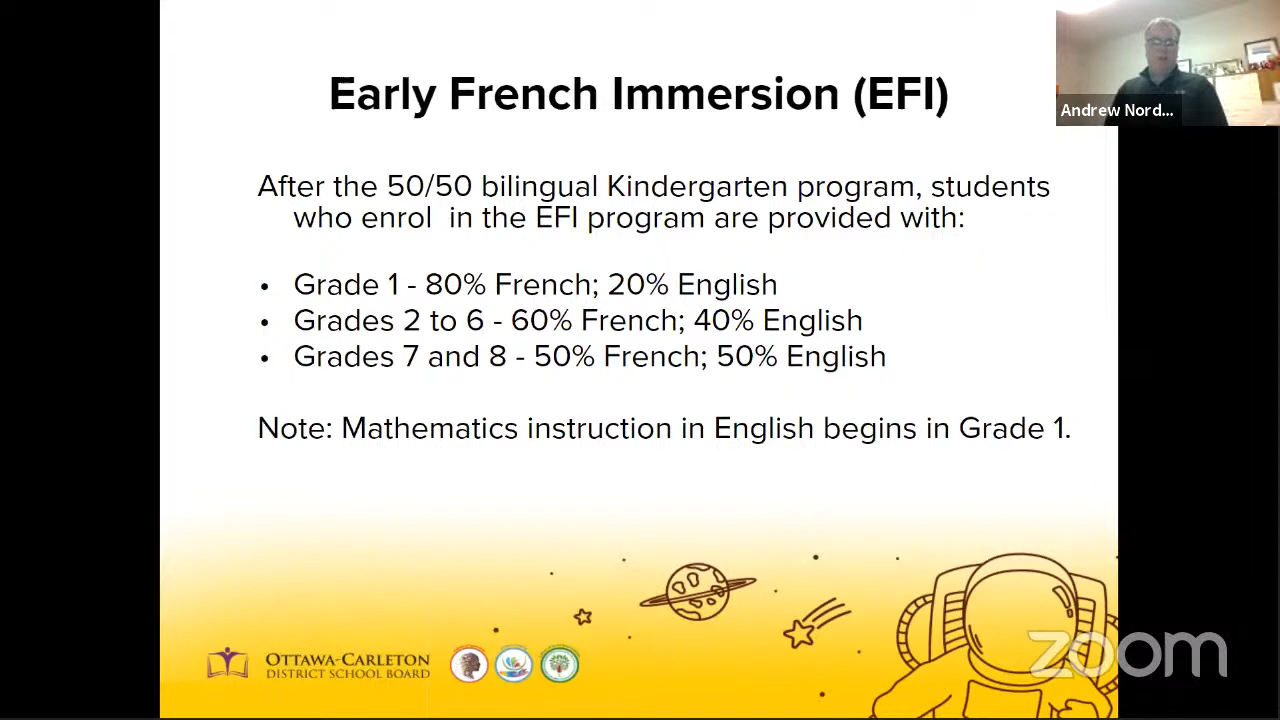 Early French Immersion (EFI)
Andrew Nord...
After the 50/50 bilingual Kindergarten program, students
who enrol in the EFI program are provided with:
• Grade 1 - 80% French; 20% English
• Grades 2 to 6 - 60% French; 40% English
• Grades 7 and 8 - 50% French; 50% English
Note: Mathematics instruction in English begins in Grade 1.
OTTAWA-CARLETON
DISTRICT SCHOOL BOARD
zoom